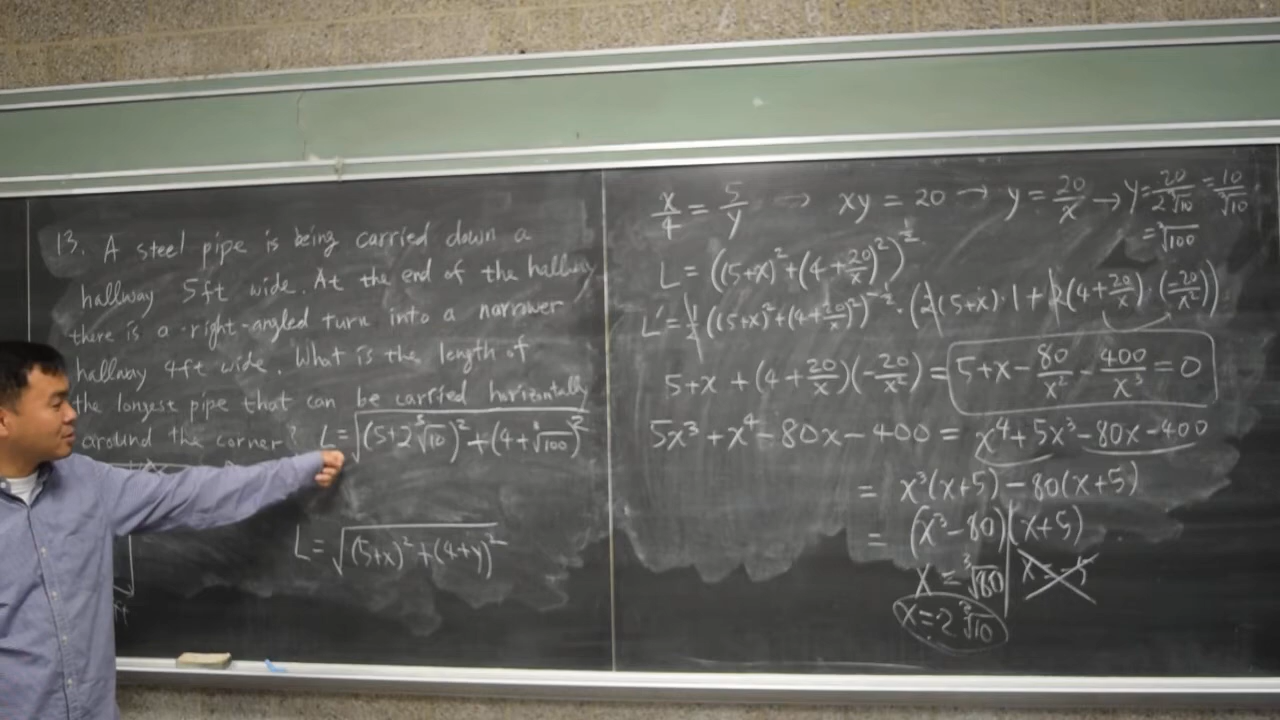 13. A steel pipe is being carried down a
hallway 5ft wide. At the end of the hallway
there is a right-angled turn into a narrower
hallway 4ft wide. What is the length of
the longest pipe that can be carried horizontally
around the corner? L = √((5+2∛10)² + (4+∛100)²)
L = √((5+x)² + (4+y)²)
x/4 = 5/y → xy = 20 → y = 20/x → y = 20/(2∛10) = 10/∛10
= ∛100
L = ((5+x)² + (4+20/x)²)^(1/2)
L' = 1/2((5+x)² + (4+20/x)²)^(-1/2) · (2(5+x)·1 + 2(4+20/x)·(-20/x²))
5+x + (4+20/x)(-20/x²) = 5+x - 80/x² - 400/x³ = 0
5x³ + x⁴ - 80x - 400 = x⁴ + 5x³ - 80x - 400
= x³(x+5) - 80(x+5)
= (x³-80)(x+5)
x = ∛80 x = -5
x = 2∛10